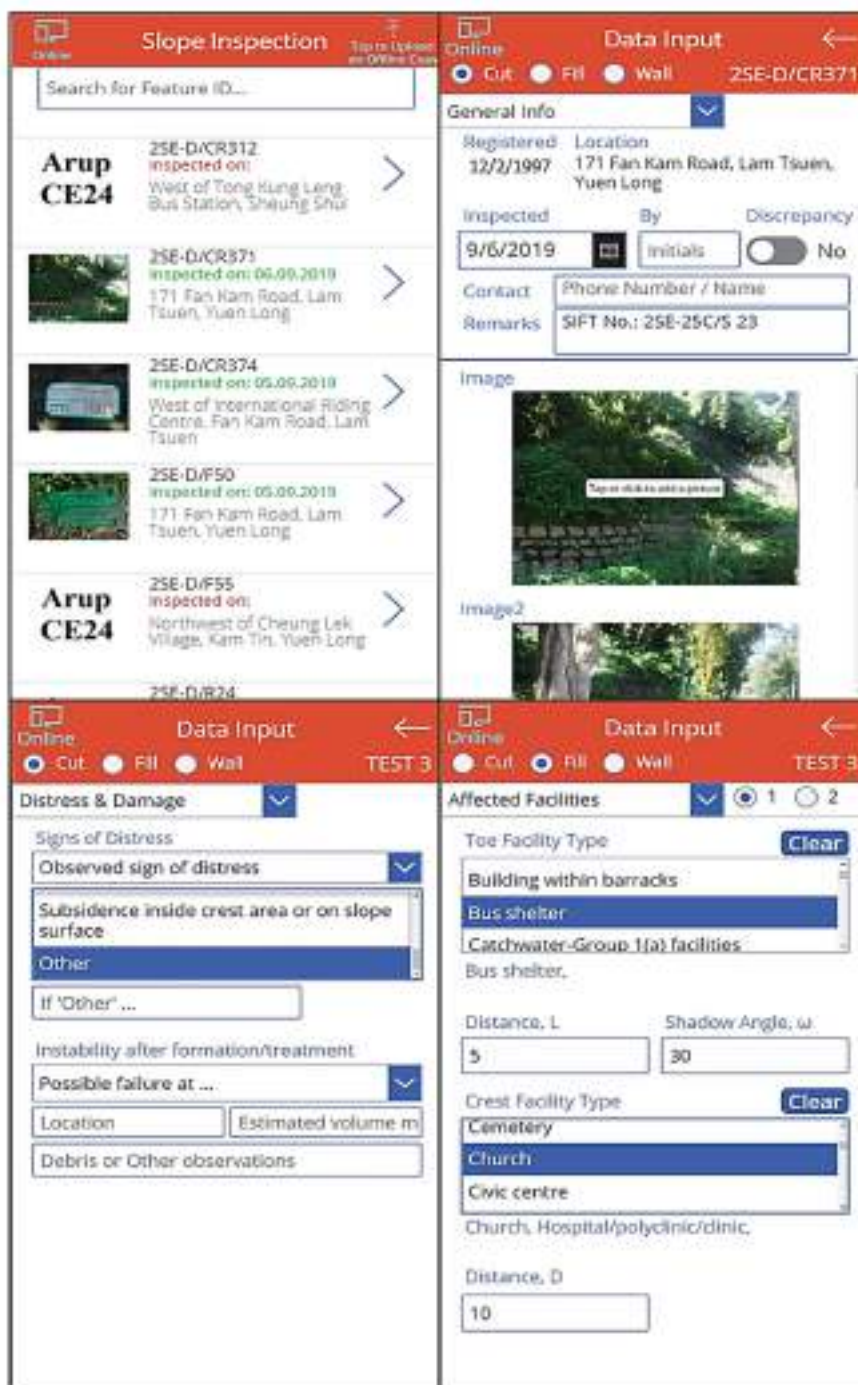 Online
Slope Inspection
Tap to Upload
Search for Feature ID...
Arup
CE24
2SE-D/CR312
Inspected on:
West of Tong Kung Leng
Bus Station, Sheung Shui
2SE-D/CR371
Inspected on: 06.09.2019
171 Fan Kam Road, Lam
Tsuen, Yuen Long
2SE-D/CR374
Inspected on: 05.09.2019
West of International Riding
Centre, Fan Kam Road, Lam
Tsuen
2SE-D/F50
Inspected on: 05.09.2019
171 Fan Kam Road, Lam
Tsuen, Yuen Long
Arup
CE24
2SE-D/F55
Inspected on:
Northwest of Cheung Lek
Village, Kam Tin, Yuen Long
2SE-D/R24
Online
Data Input
Cut Fill Wall 2SE-D/CR371
General Info
Registered Location
12/2/1997 171 Fan Kam Road, Lam Tsuen,
Yuen Long
Inspected By Discrepancy
9/6/2019 Initials No
Contact Phone Number / Name
Remarks SIFT No.: 2SE-25C/S 23
Image
Tap or click to add a picture
Image2
Online
Data Input
Cut Fill Wall TEST 3
Distress & Damage
Signs of Distress
Observed sign of distress
Subsidence inside crest area or on slope
surface
Other
If 'Other' ...
Instability after formation/treatment
Possible failure at ...
Location Estimated volume m
Debris or Other observations
Online
Data Input
Cut Fill Wall TEST 3
Affected Facilities 1 2
Toe Facility Type Clear
Building within barracks
Bus shelter
Catchwater-Group 1(a) facilities
Bus shelter,
Distance, L Shadow Angle, ω
5 30
Crest Facility Type Clear
Cemetery
Church
Civic centre
Church, Hospital/polyclinic/clinic,
Distance, D
10